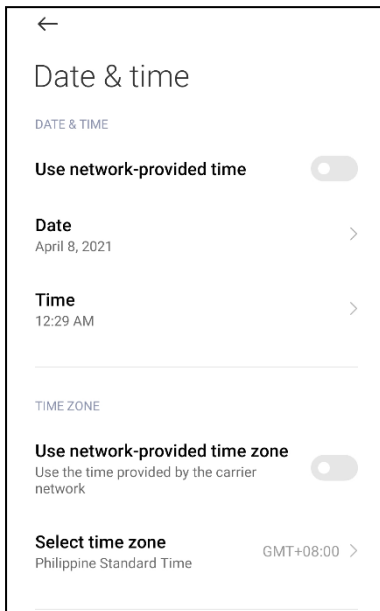 Date & time
DATE & TIME
Use network-provided time
Date
April 8, 2021
Time
12:29 AM
TIME ZONE
Use network-provided time zone
Use the time provided by the carrier
network
Select time zone
GMT+08:00
Philippine Standard Time